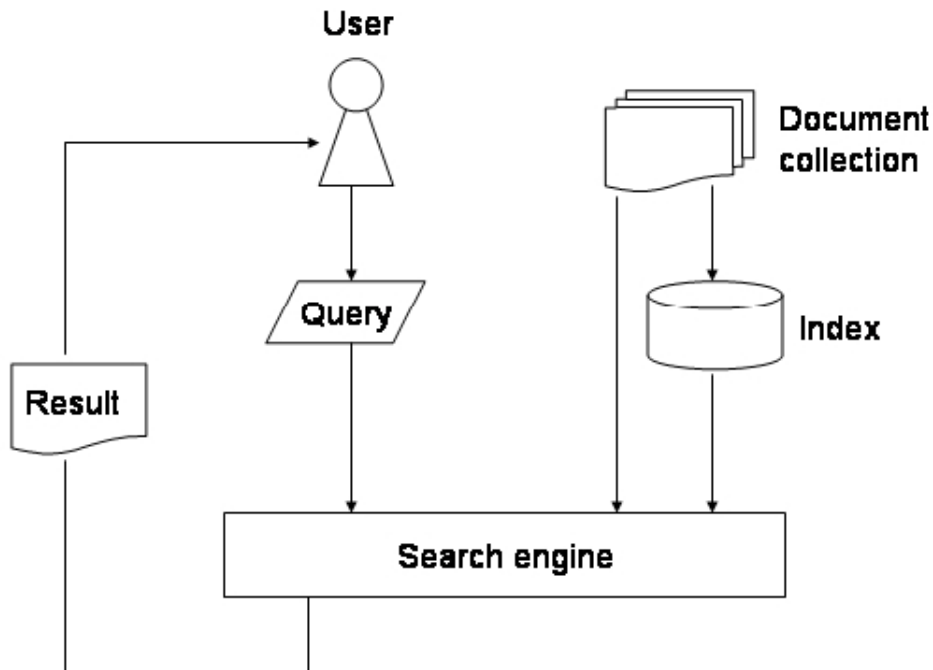 User
Document
collection
Query
Index
Result
Search engine